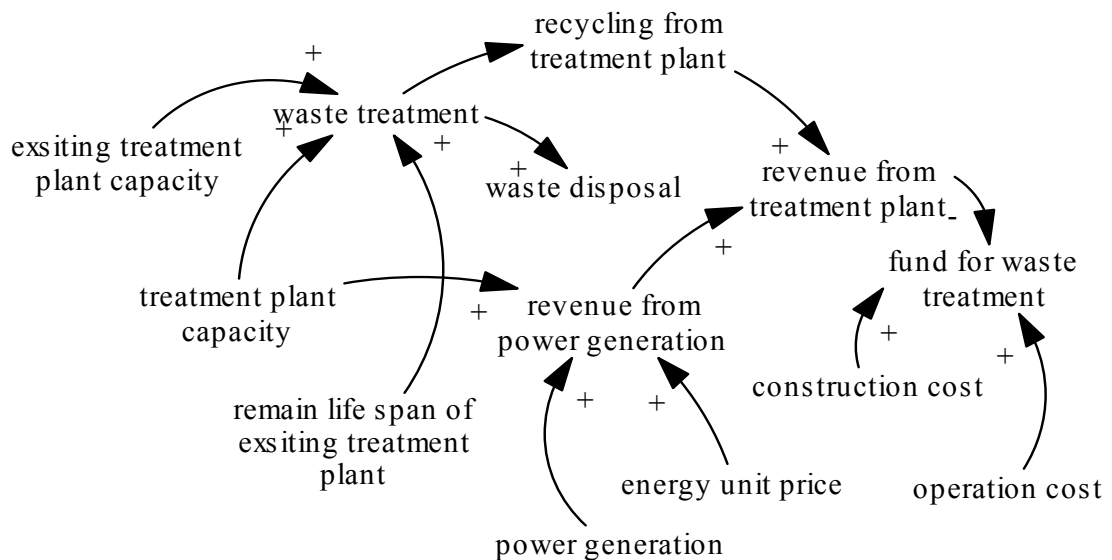 recycling from
treatment plant
+
waste treatment
+
+
exsiting treatment
plant capacity
+
waste disposal
+
revenue from
treatment plant
-
+
fund for waste
treatment
treatment plant
capacity
+
revenue from
power generation
+
construction cost
+
remain life span of
exsiting treatment
plant
+
+
energy unit price
operation cost
power generation